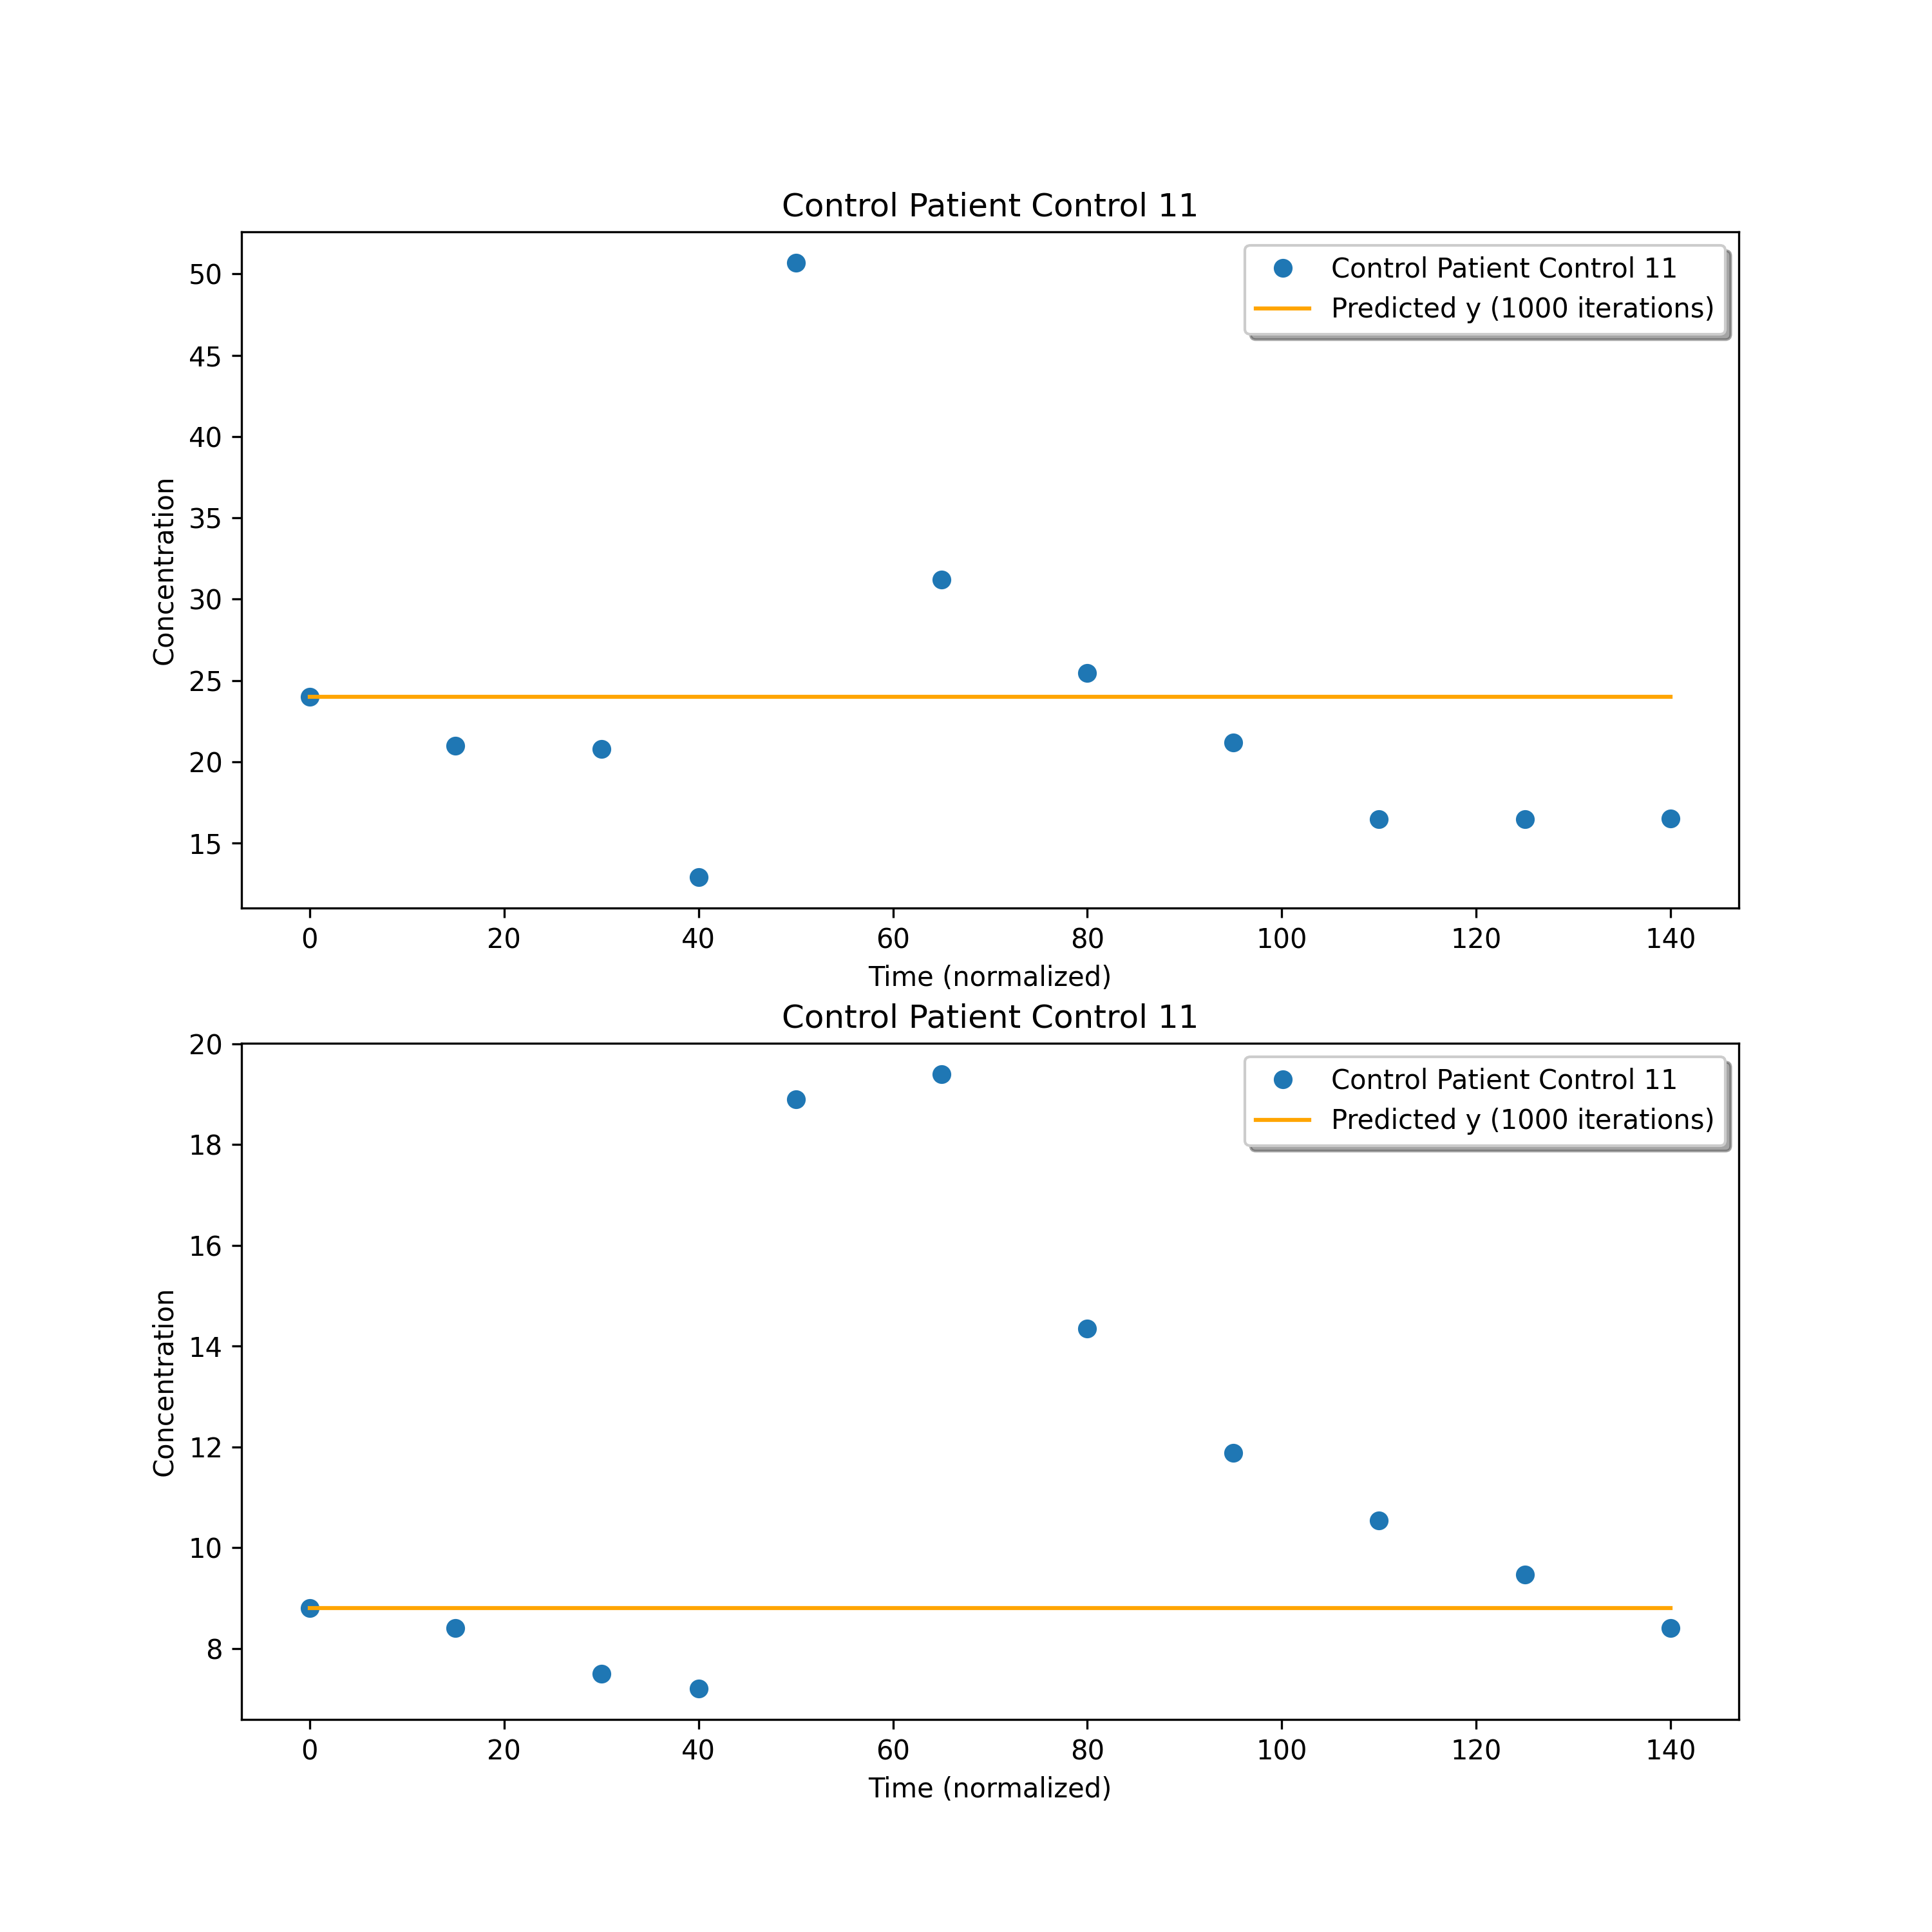 Control Patient Control 11
50
45
40
35
30
25
20
15
Concentration
Control Patient Control 11
Predicted y (1000 iterations)
0 20 40 60 80 100 120 140
Time (normalized)
Control Patient Control 11
20
18
16
14
12
10
8
Concentration
Control Patient Control 11
Predicted y (1000 iterations)
0 20 40 60 80 100 120 140
Time (normalized)